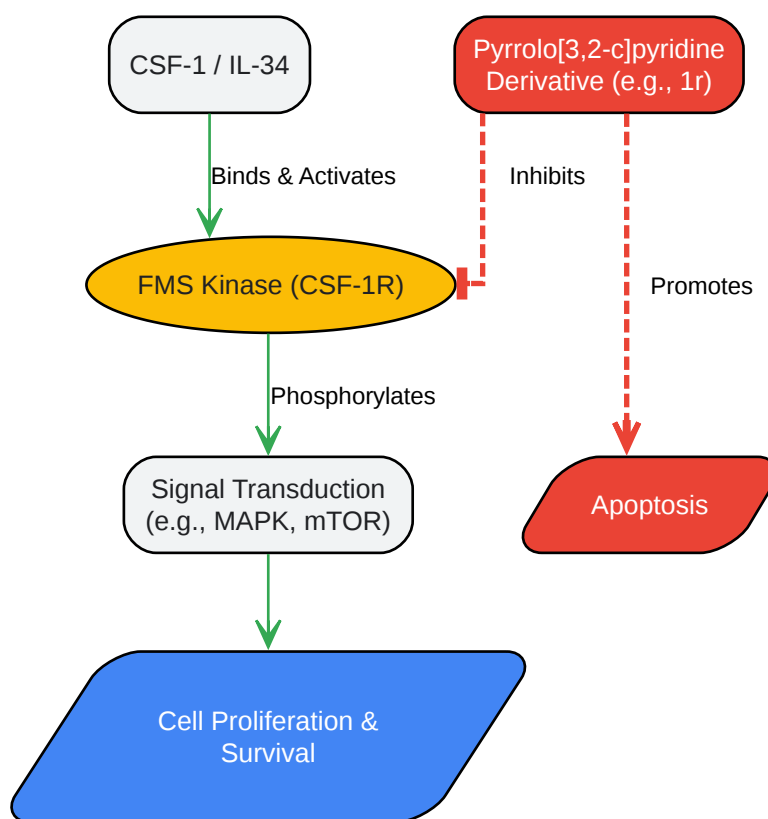 CSF-1 / IL-34
Pyrrolo[3,2-c]pyridine
Derivative (e.g., 1r)
Binds & Activates
Inhibits
FMS Kinase (CSF-1R)
Promotes
Phosphorylates
Signal Transduction
(e.g., MAPK, mTOR)
Apoptosis
Cell Proliferation &
Survival